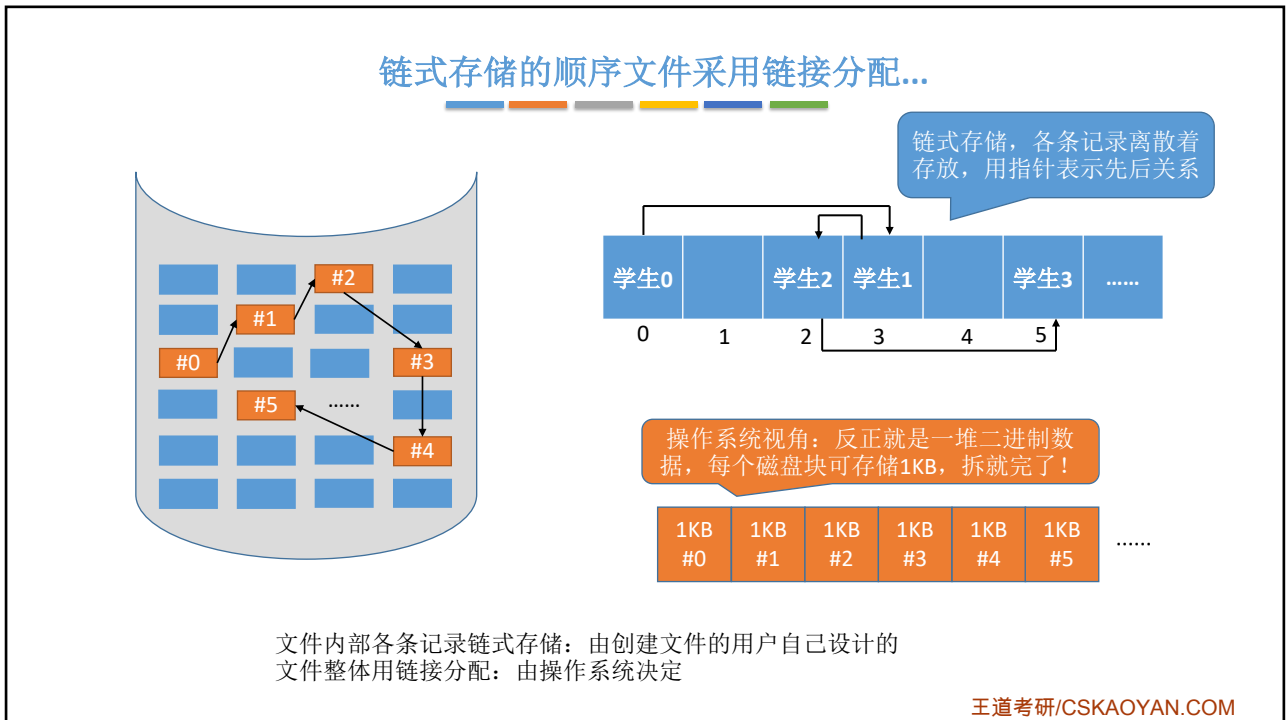 链式存储的顺序文件采用链接分配...
链式存储，各条记录离散着
存放，用指针表示先后关系
学生0
学生2
学生1
学生3
......
0
1
2
3
4
5
#2
#1
#0
#3
#5
......
#4
操作系统视角：反正就是一堆二进制数
据，每个磁盘块可存储1KB，拆就完了！
1KB
#0
1KB
#1
1KB
#2
1KB
#3
1KB
#4
1KB
#5
......
文件内部各条记录链式存储：由创建文件的用户自己设计的
文件整体用链接分配：由操作系统决定
王道考研/CSKAOYAN.COM